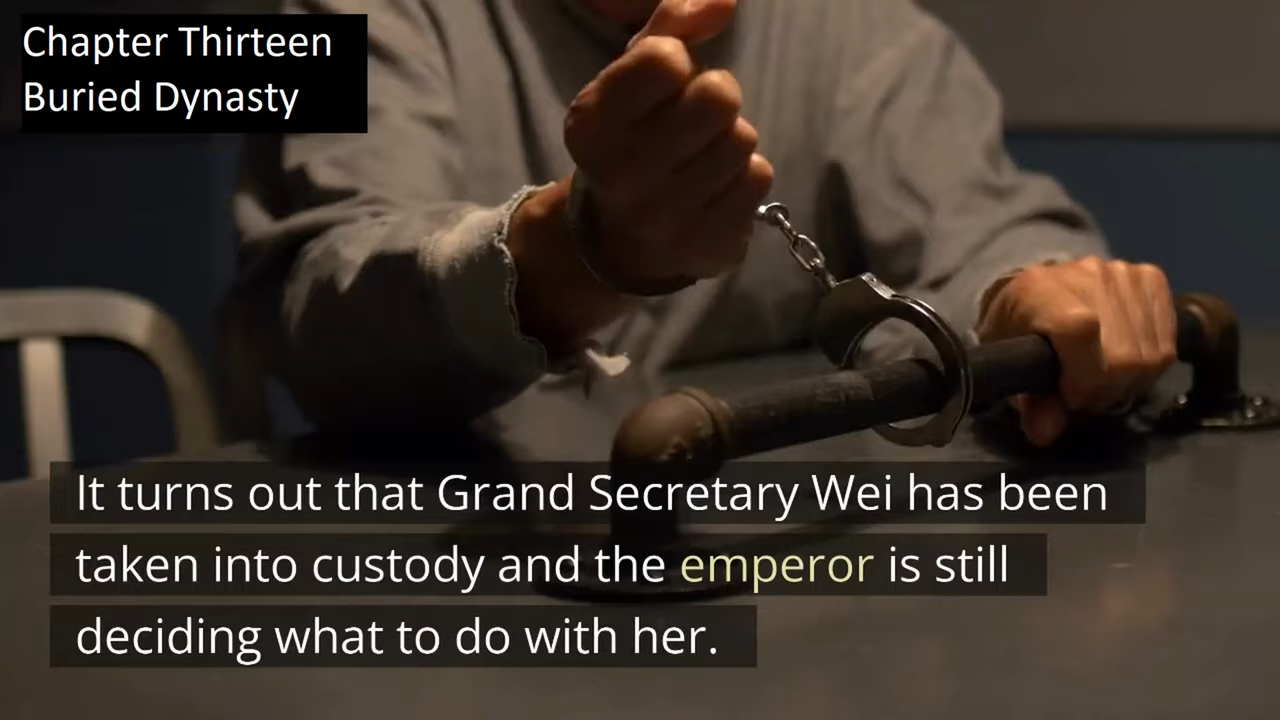 Chapter Thirteen
Buried Dynasty
It turns out that Grand Secretary Wei has been
taken into custody and the emperor is still
deciding what to do with her.